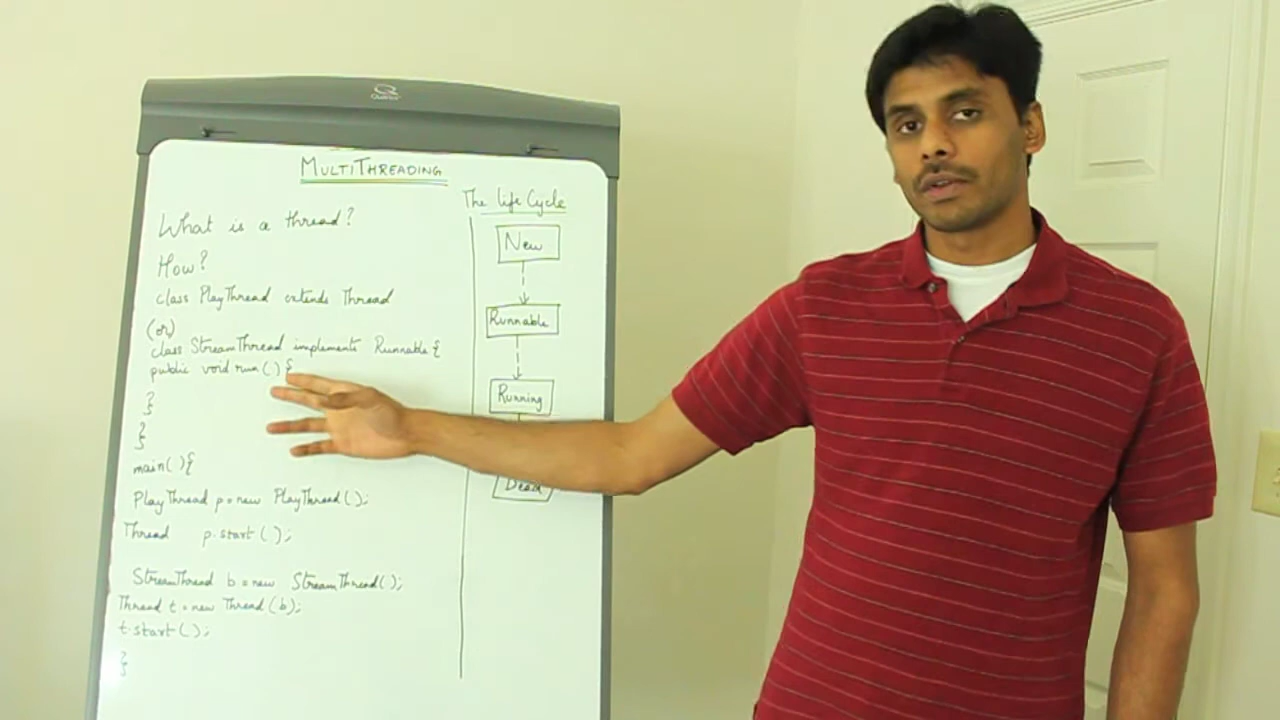 MULTITHREADING
What is a thread?
How?
class PlayThread extends Thread
(or)
class StreamThread implements Runnable {
public void run( ) {
}
}
main( ) {
PlayThread p = new PlayThread( );
Thread p.start ( );
StreamThread b = new StreamThread( );
Thread t = new Thread (b);
t.start( );
}
The Life Cycle
New
Runnable
Running
Dead